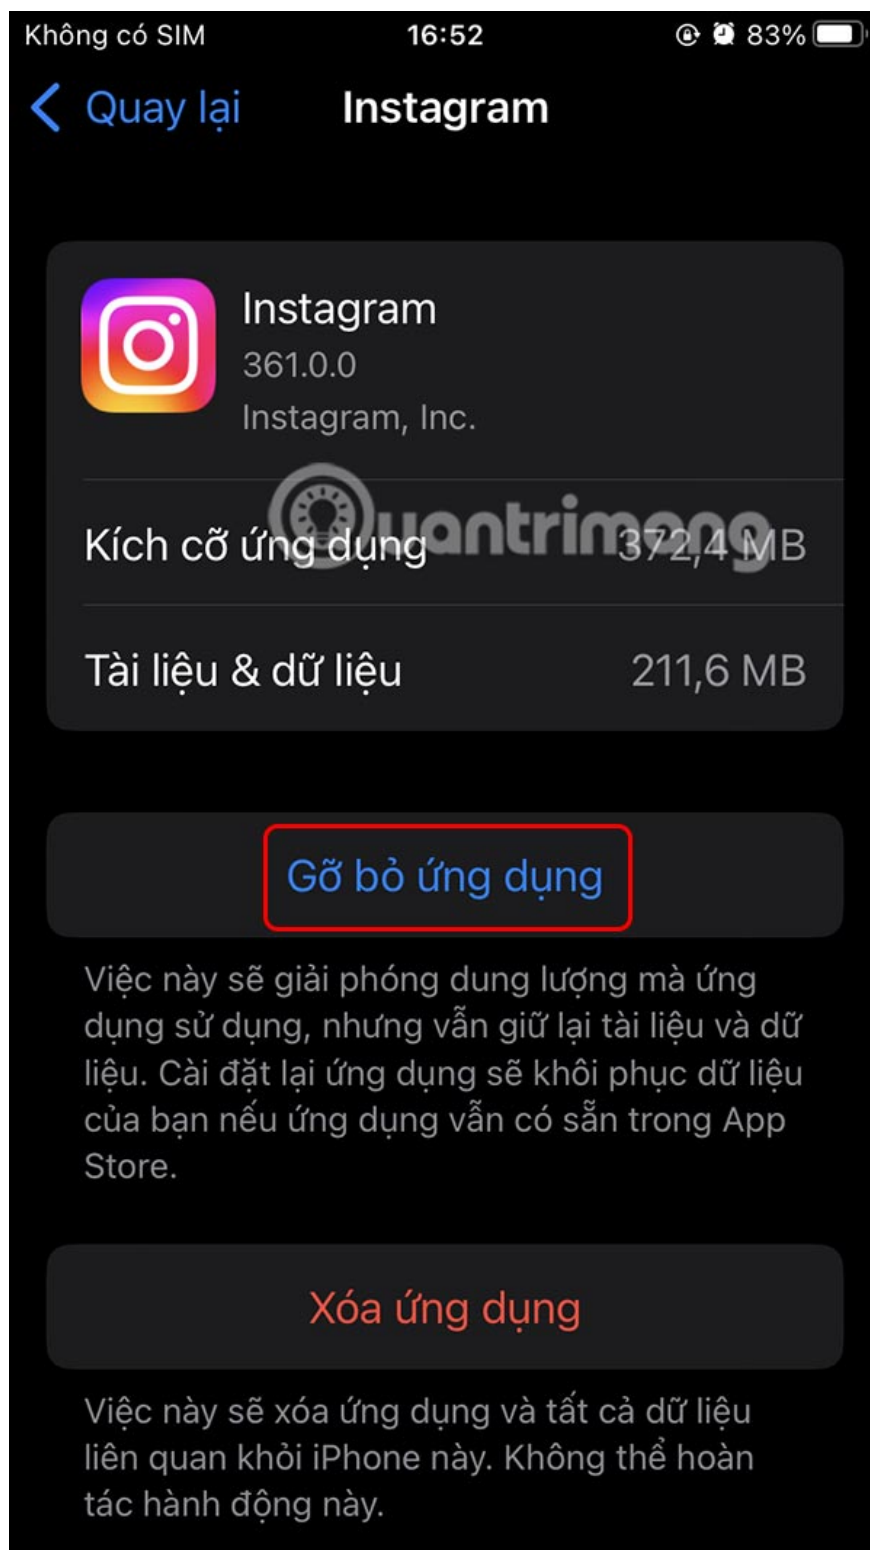 Không có SIM 16:52 83%
Quay lại Instagram
Instagram
361.0.0
Instagram, Inc.
Quantrimang
Kích cỡ ứng dụng 372,4 MB
Tài liệu & dữ liệu 211,6 MB
Gỡ bỏ ứng dụng
Việc này sẽ giải phóng dung lượng mà ứng
dụng sử dụng, nhưng vẫn giữ lại tài liệu và dữ
liệu. Cài đặt lại ứng dụng sẽ khôi phục dữ liệu
của bạn nếu ứng dụng vẫn có sẵn trong App
Store.
Xóa ứng dụng
Việc này sẽ xóa ứng dụng và tất cả dữ liệu
liên quan khỏi iPhone này. Không thể hoàn
tác hành động này.